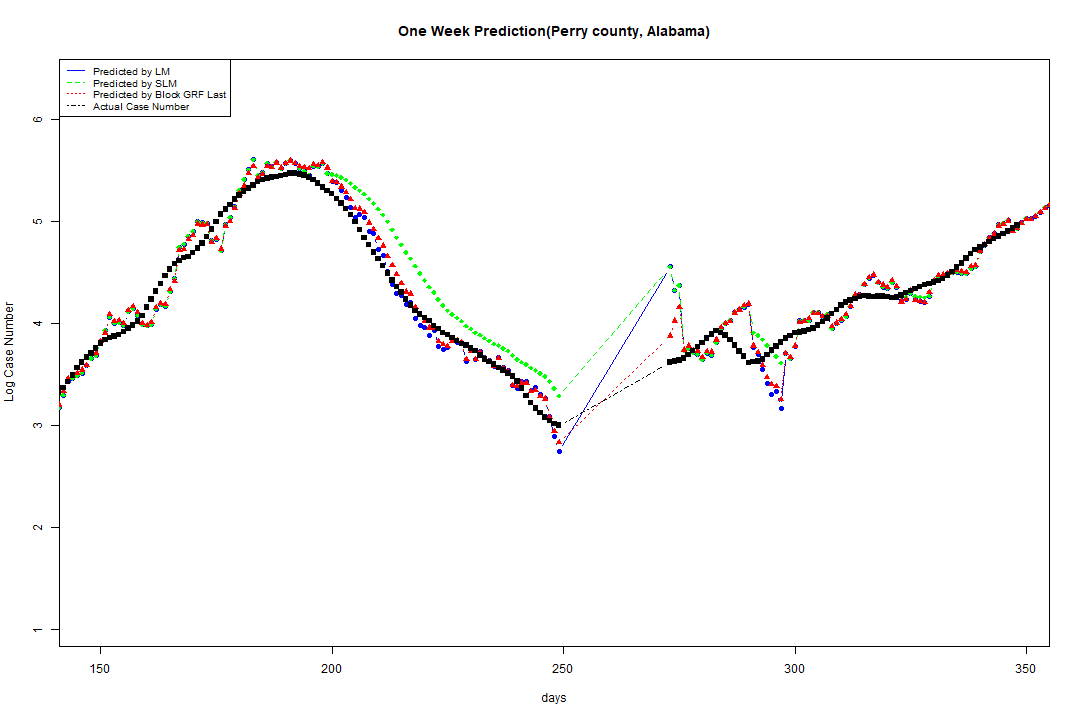 One Week Prediction(Perry county, Alabama)
Predicted by LM
Predicted by SLM
Predicted by Block GRF Last
Actual Case Number
Log Case Number
6
5
4
3
2
1
150 200 250 300 350
days